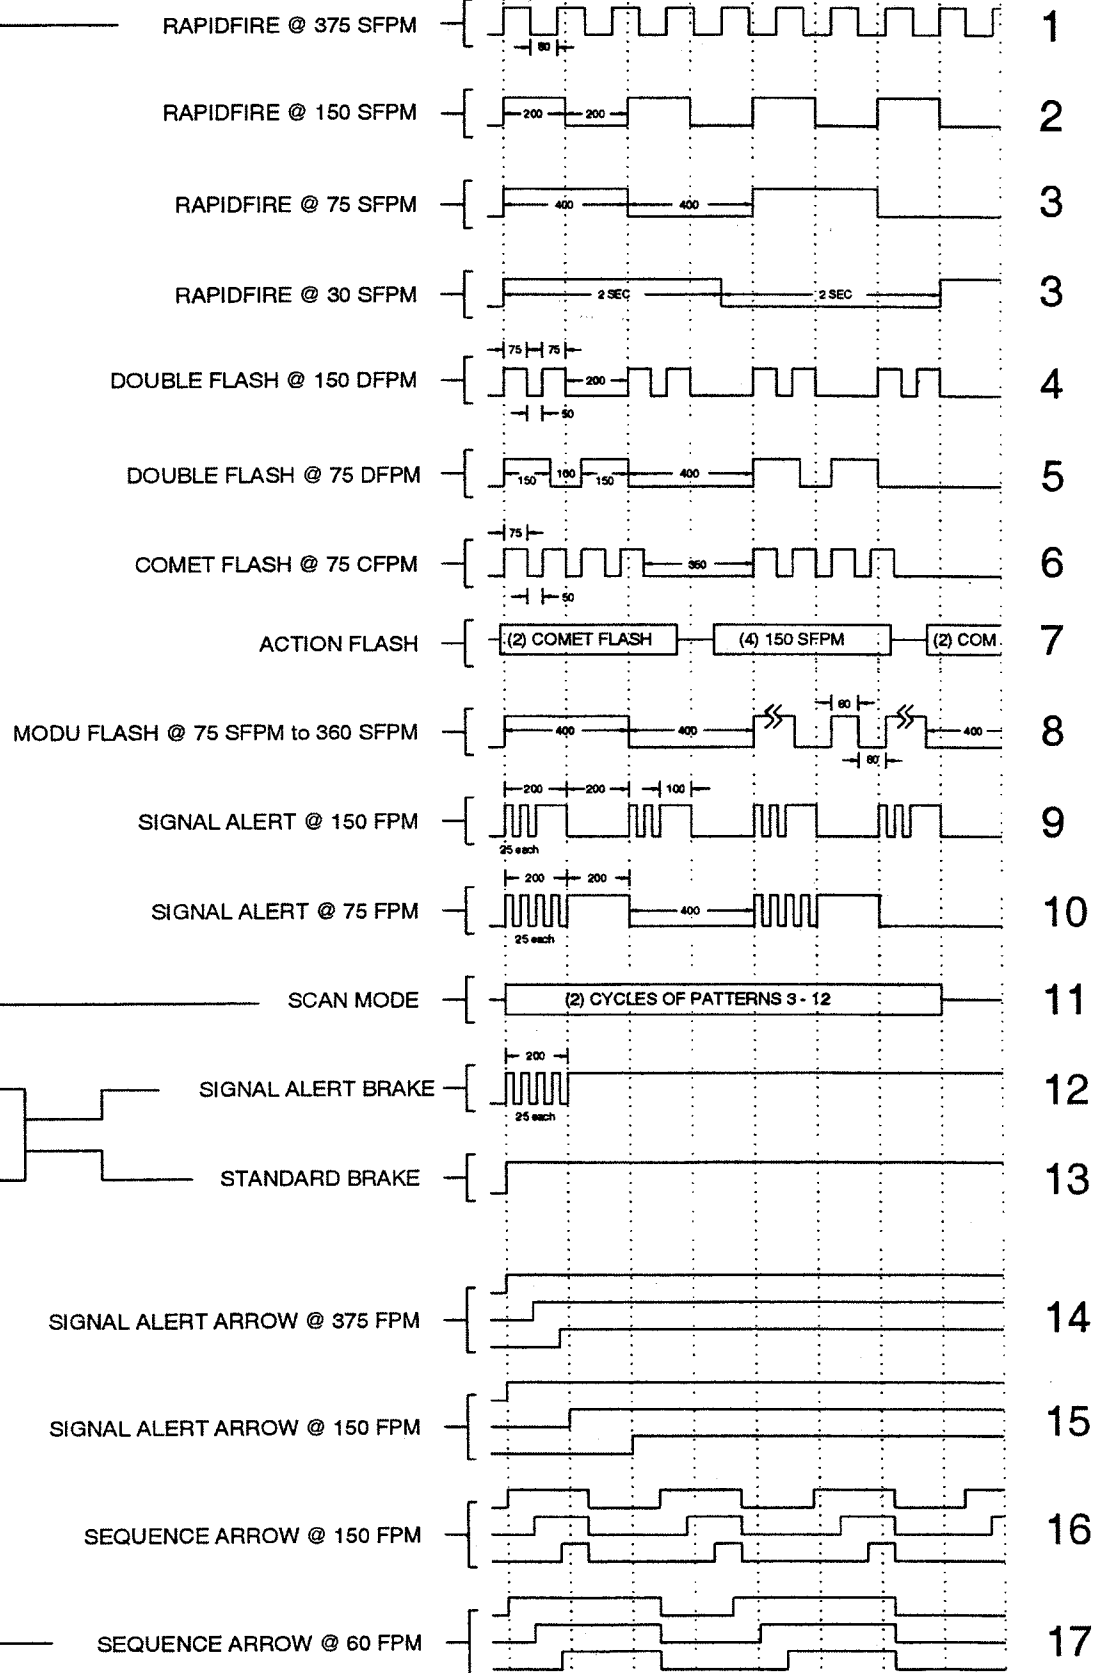 RAPIDFIRE @ 375 SFPM 1
80
RAPIDFIRE @ 150 SFPM 200 200 2
RAPIDFIRE @ 75 SFPM 400 400 3
RAPIDFIRE @ 30 SFPM 2 SEC 2 SEC 3
75 75
DOUBLE FLASH @ 150 DFPM 200 4
50
DOUBLE FLASH @ 75 DFPM 150 100 150 400 5
75
COMET FLASH @ 75 CFPM 350 6
50
ACTION FLASH (2) COMET FLASH (4) 150 SFPM (2) COM 7
80
MODU FLASH @ 75 SFPM to 360 SFPM 400 400 400 8
80
200 200 100
SIGNAL ALERT @ 150 FPM 9
25 each
200 200
SIGNAL ALERT @ 75 FPM 400 10
25 each
SCAN MODE (2) CYCLES OF PATTERNS 3 - 12 11
200
SIGNAL ALERT BRAKE 12
25 each
STANDARD BRAKE 13
SIGNAL ALERT ARROW @ 375 FPM 14
SIGNAL ALERT ARROW @ 150 FPM 15
SEQUENCE ARROW @ 150 FPM 16
SEQUENCE ARROW @ 60 FPM 17